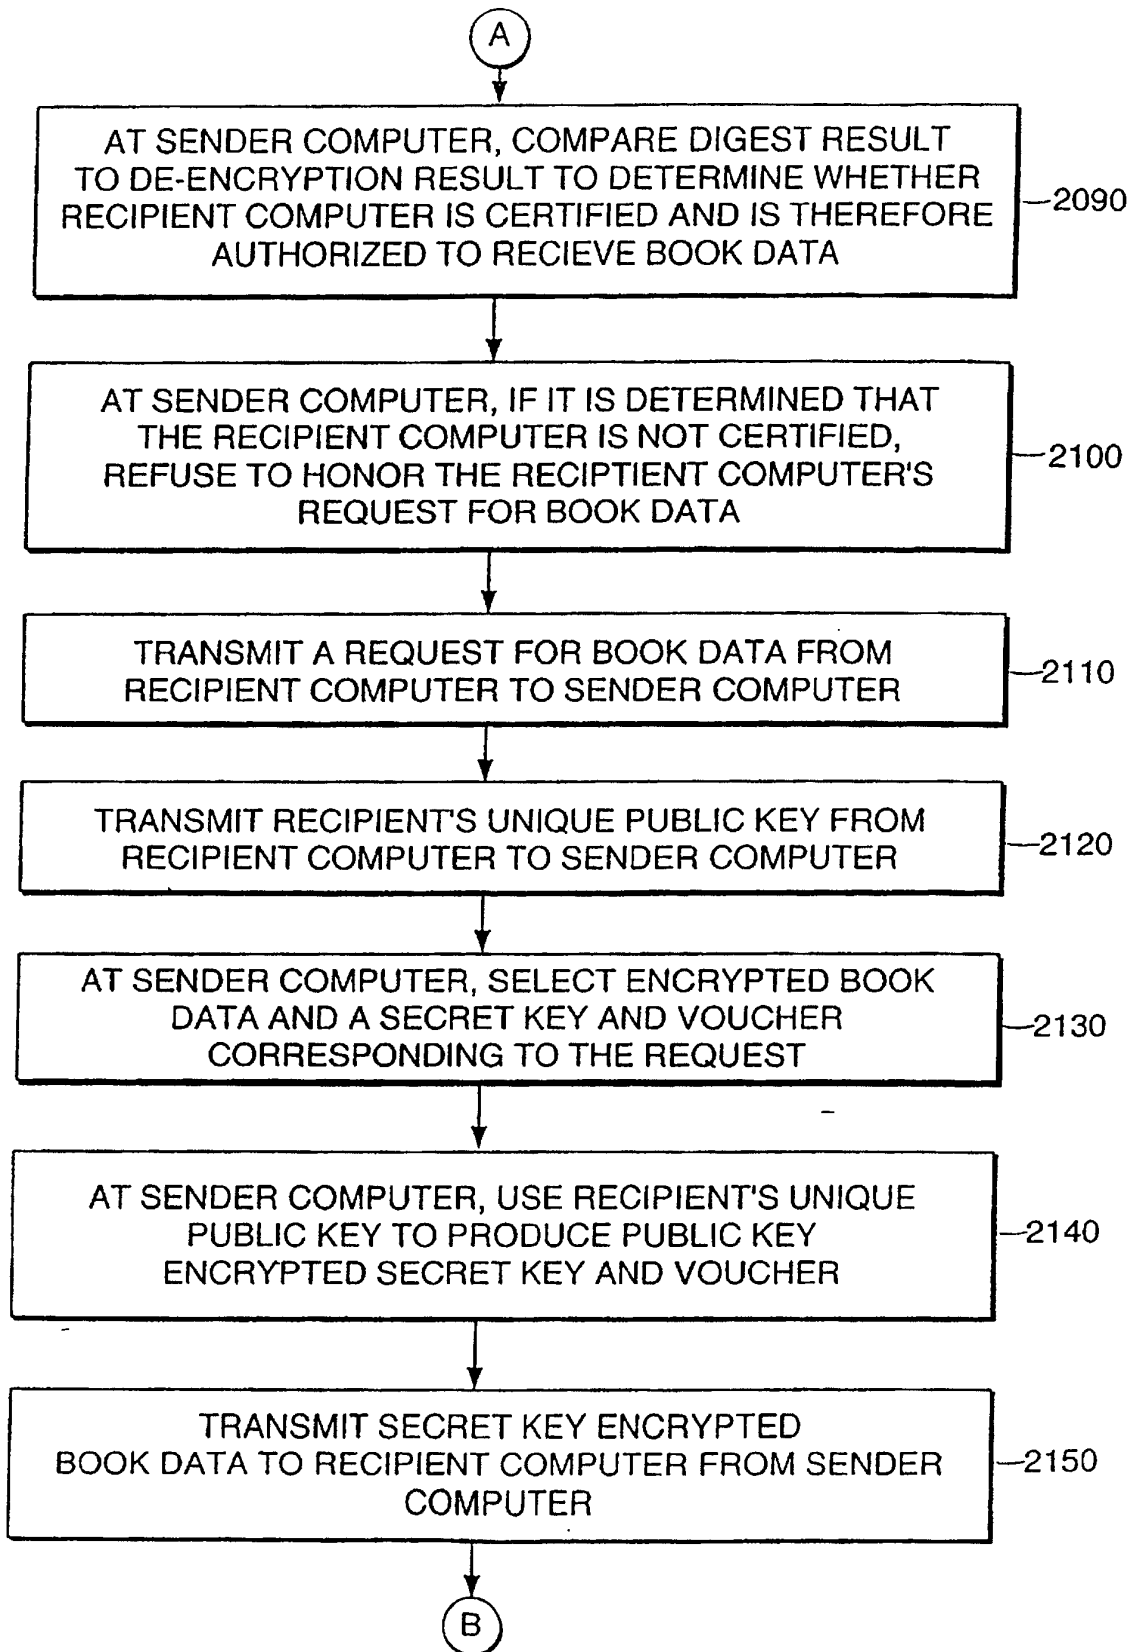 A
AT SENDER COMPUTER, COMPARE DIGEST RESULT
TO DE-ENCRYPTION RESULT TO DETERMINE WHETHER
RECIPIENT COMPUTER IS CERTIFIED AND IS THEREFORE
AUTHORIZED TO RECIEVE BOOK DATA
2090
AT SENDER COMPUTER, IF IT IS DETERMINED THAT
THE RECIPIENT COMPUTER IS NOT CERTIFIED,
REFUSE TO HONOR THE RECIPTIENT COMPUTER'S
REQUEST FOR BOOK DATA
2100
TRANSMIT A REQUEST FOR BOOK DATA FROM
RECIPIENT COMPUTER TO SENDER COMPUTER
2110
TRANSMIT RECIPIENT'S UNIQUE PUBLIC KEY FROM
RECIPIENT COMPUTER TO SENDER COMPUTER
2120
AT SENDER COMPUTER, SELECT ENCRYPTED BOOK
DATA AND A SECRET KEY AND VOUCHER
CORRESPONDING TO THE REQUEST
2130
AT SENDER COMPUTER, USE RECIPIENT'S UNIQUE
PUBLIC KEY TO PRODUCE PUBLIC KEY
ENCRYPTED SECRET KEY AND VOUCHER
2140
TRANSMIT SECRET KEY ENCRYPTED
BOOK DATA TO RECIPIENT COMPUTER FROM SENDER
COMPUTER
2150
B